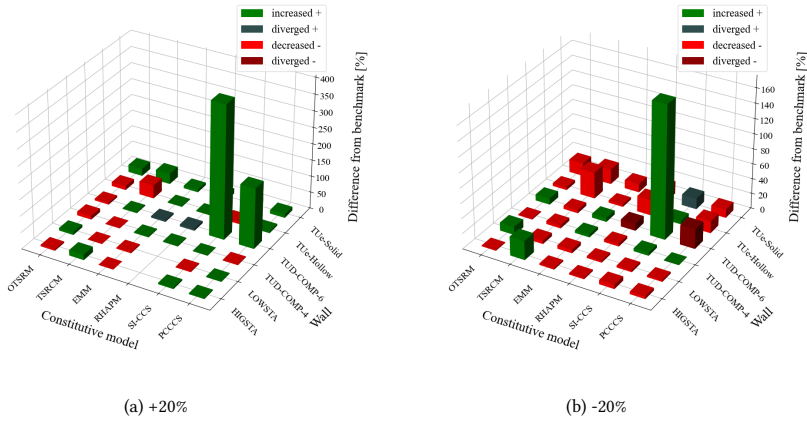 increased +
diverged +
decreased -
diverged -
400
350
300
250
200
150
100
50
0
Difference from benchmark [%]
OTSRM
TSRCM
EMM
RHAPM
SI-CCS
PCCCS
Constitutive model
HIGSTA
LOWSTA
TUD-COMP-4
TUD-COMP-6
TUe-Hollow
TUe-Solid
Wall
(a) +20%
increased +
diverged +
decreased -
diverged -
160
140
120
100
80
60
40
20
0
Difference from benchmark [%]
OTSRM
TSRCM
EMM
RHAPM
SI-CCS
PCCCS
Constitutive model
HIGSTA
LOWSTA
TUD-COMP-4
TUD-COMP-6
TUe-Hollow
TUe-Solid
Wall
(b) -20%